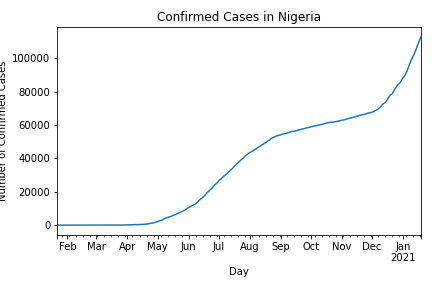 Confirmed Cases in Nigeria
Number of Confirmed Cases
100000
80000
60000
40000
20000
0
Feb Mar Apr May Jun Jul Aug Sep Oct Nov Dec Jan
2021
Day